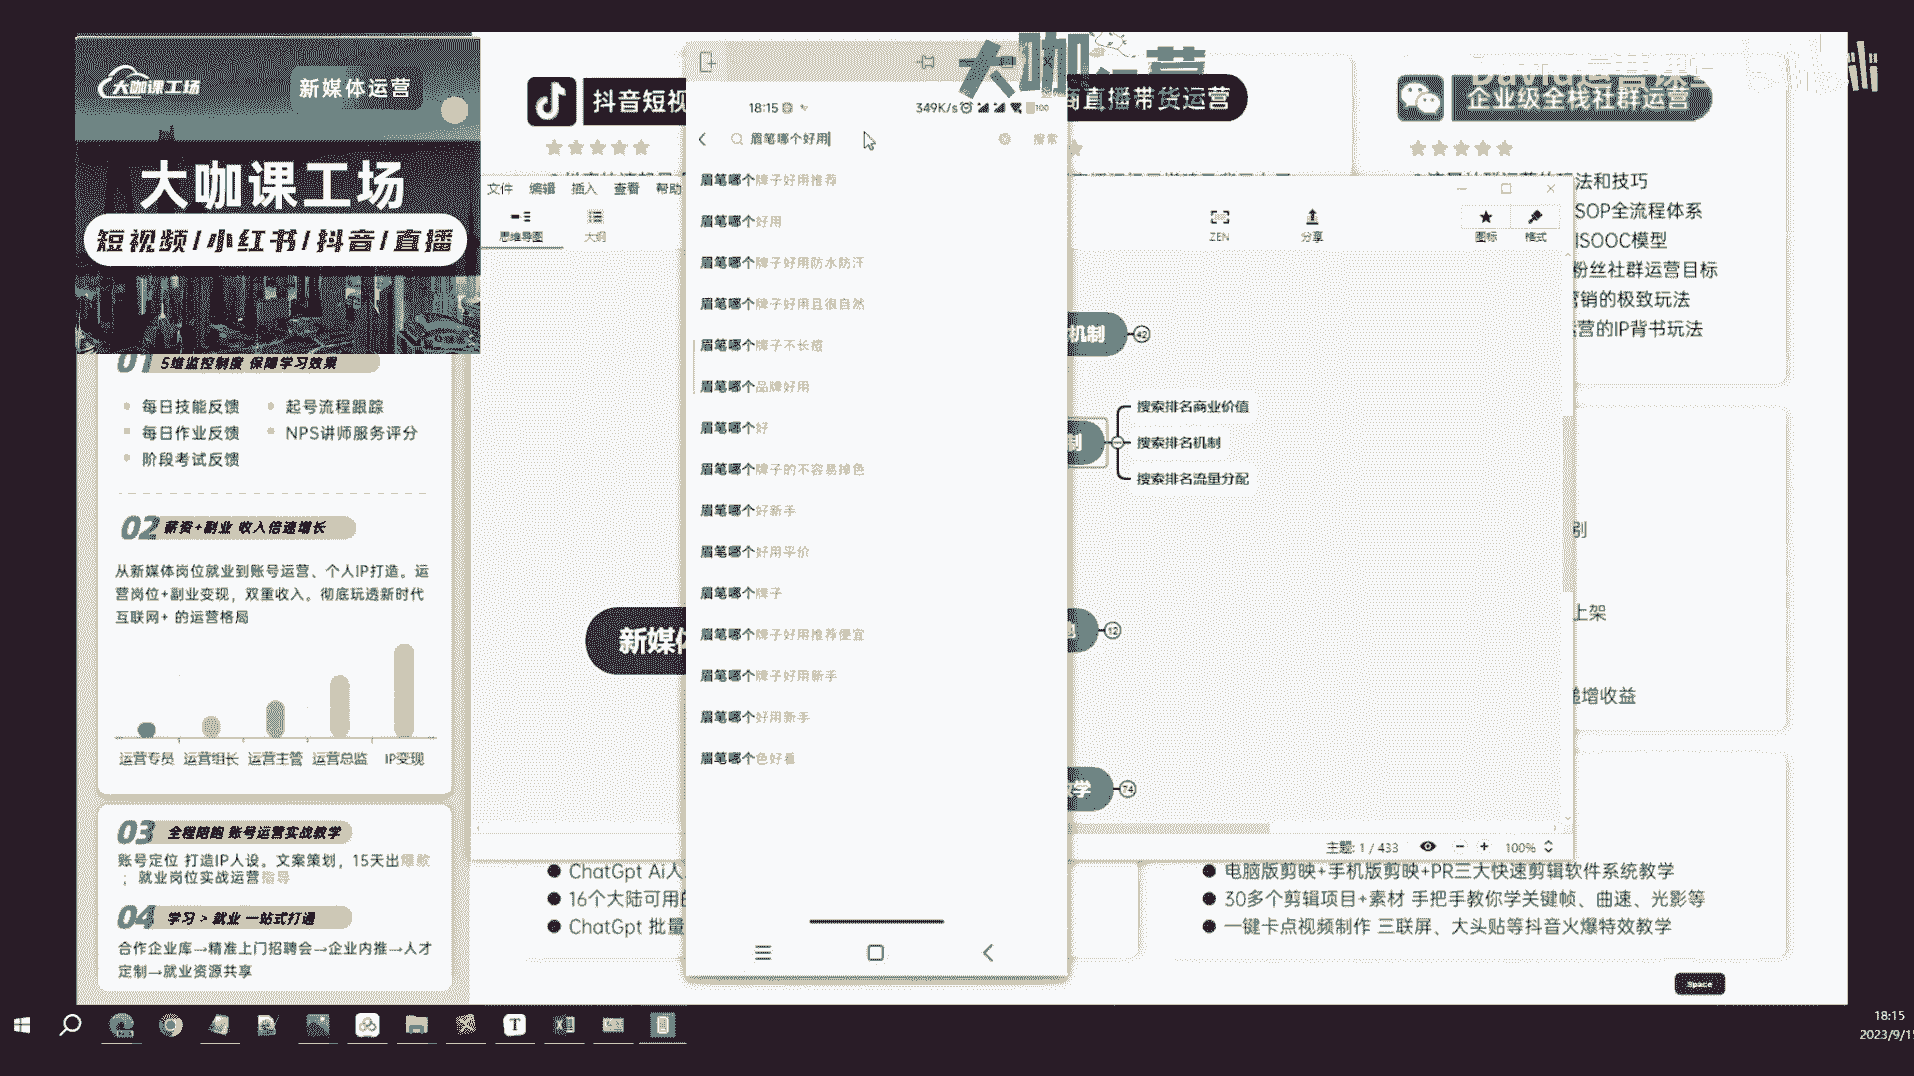 大咖课工场
新媒体运营
大咖课工场
短视频/小红书/抖音/直播
01 5维监控制度 保障学习效果
每日技能反馈
起号流程跟踪
每日作业反馈
NPS讲师服务评分
阶段考试反馈
02 薪资+副业 收入倍速增长
从新媒体岗位就业到账号运营、个人IP打造。运
营岗位+副业变现，双重收入。彻底玩透新时代
互联网+ 的运营格局
运营专员 运营组长 运营主管 运营总监 IP变现
03 全程陪跑 账号运营实战教学
账号定位 打造IP人设。文案策划，15天出爆款
；就业岗位实战运营指导
04 学习 > 就业 一站式打通
合作企业库→精准上门招聘会→企业内推→人才
定制→就业资源共享
抖音短视
文件 编辑 插入 查看 帮助
思维导图
大纲
新媒体
ChatGpt Ai人
16个大陆可用的
ChatGpt 批量
大咖运营
18:15
349K/s
100
眉笔哪个好用
搜索
眉笔哪个牌子好用推荐
眉笔哪个好用
眉笔哪个牌子好用防水防汗
眉笔哪个牌子好用且很自然
眉笔哪个牌子不长痘
眉笔哪个品牌好用
眉笔哪个好
眉笔哪个牌子的不容易掉色
眉笔哪个好新手
眉笔哪个好用平价
眉笔哪个牌子
眉笔哪个牌子好用推荐便宜
眉笔哪个牌子好用新手
眉笔哪个好用新手
眉笔哪个色好看
商直播带货运营
ZEN
分享
图标
格式
机制
42
制
搜索排名商业价值
搜索排名机制
搜索排名流量分配
12
学
74
主题: 1 / 433
100%
企业级全栈社群运营
法和技巧
SOP全流程体系
ISOOC模型
粉丝社群运营目标
营销的极致玩法
运营的IP背书玩法
别
上架
递增收益
电脑版剪映+手机版剪映+PR三大快速剪辑软件系统教学
30多个剪辑项目+素材 手把手教你学关键帧、曲速、光影等
一键卡点视频制作 三联屏、大头贴等抖音火爆特效教学
Space
18:15
2023/9/1